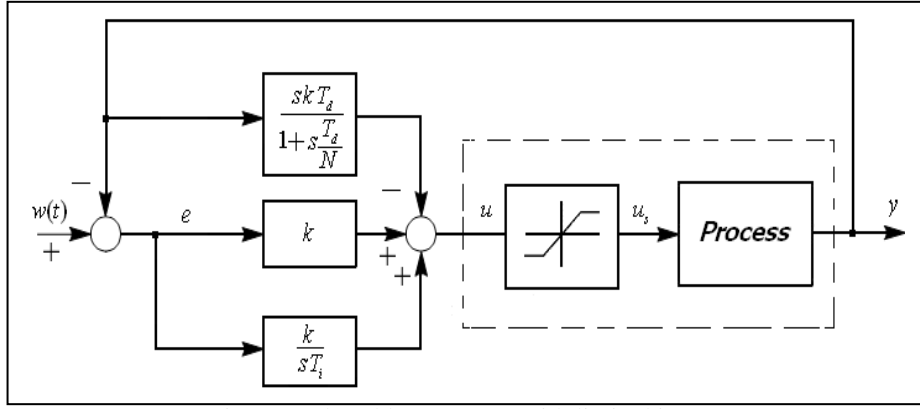 skT_d
1+s T_d/N
−
w(t)
+
e
k
−
+
+
u
u_s
Process
y
k
sT_i